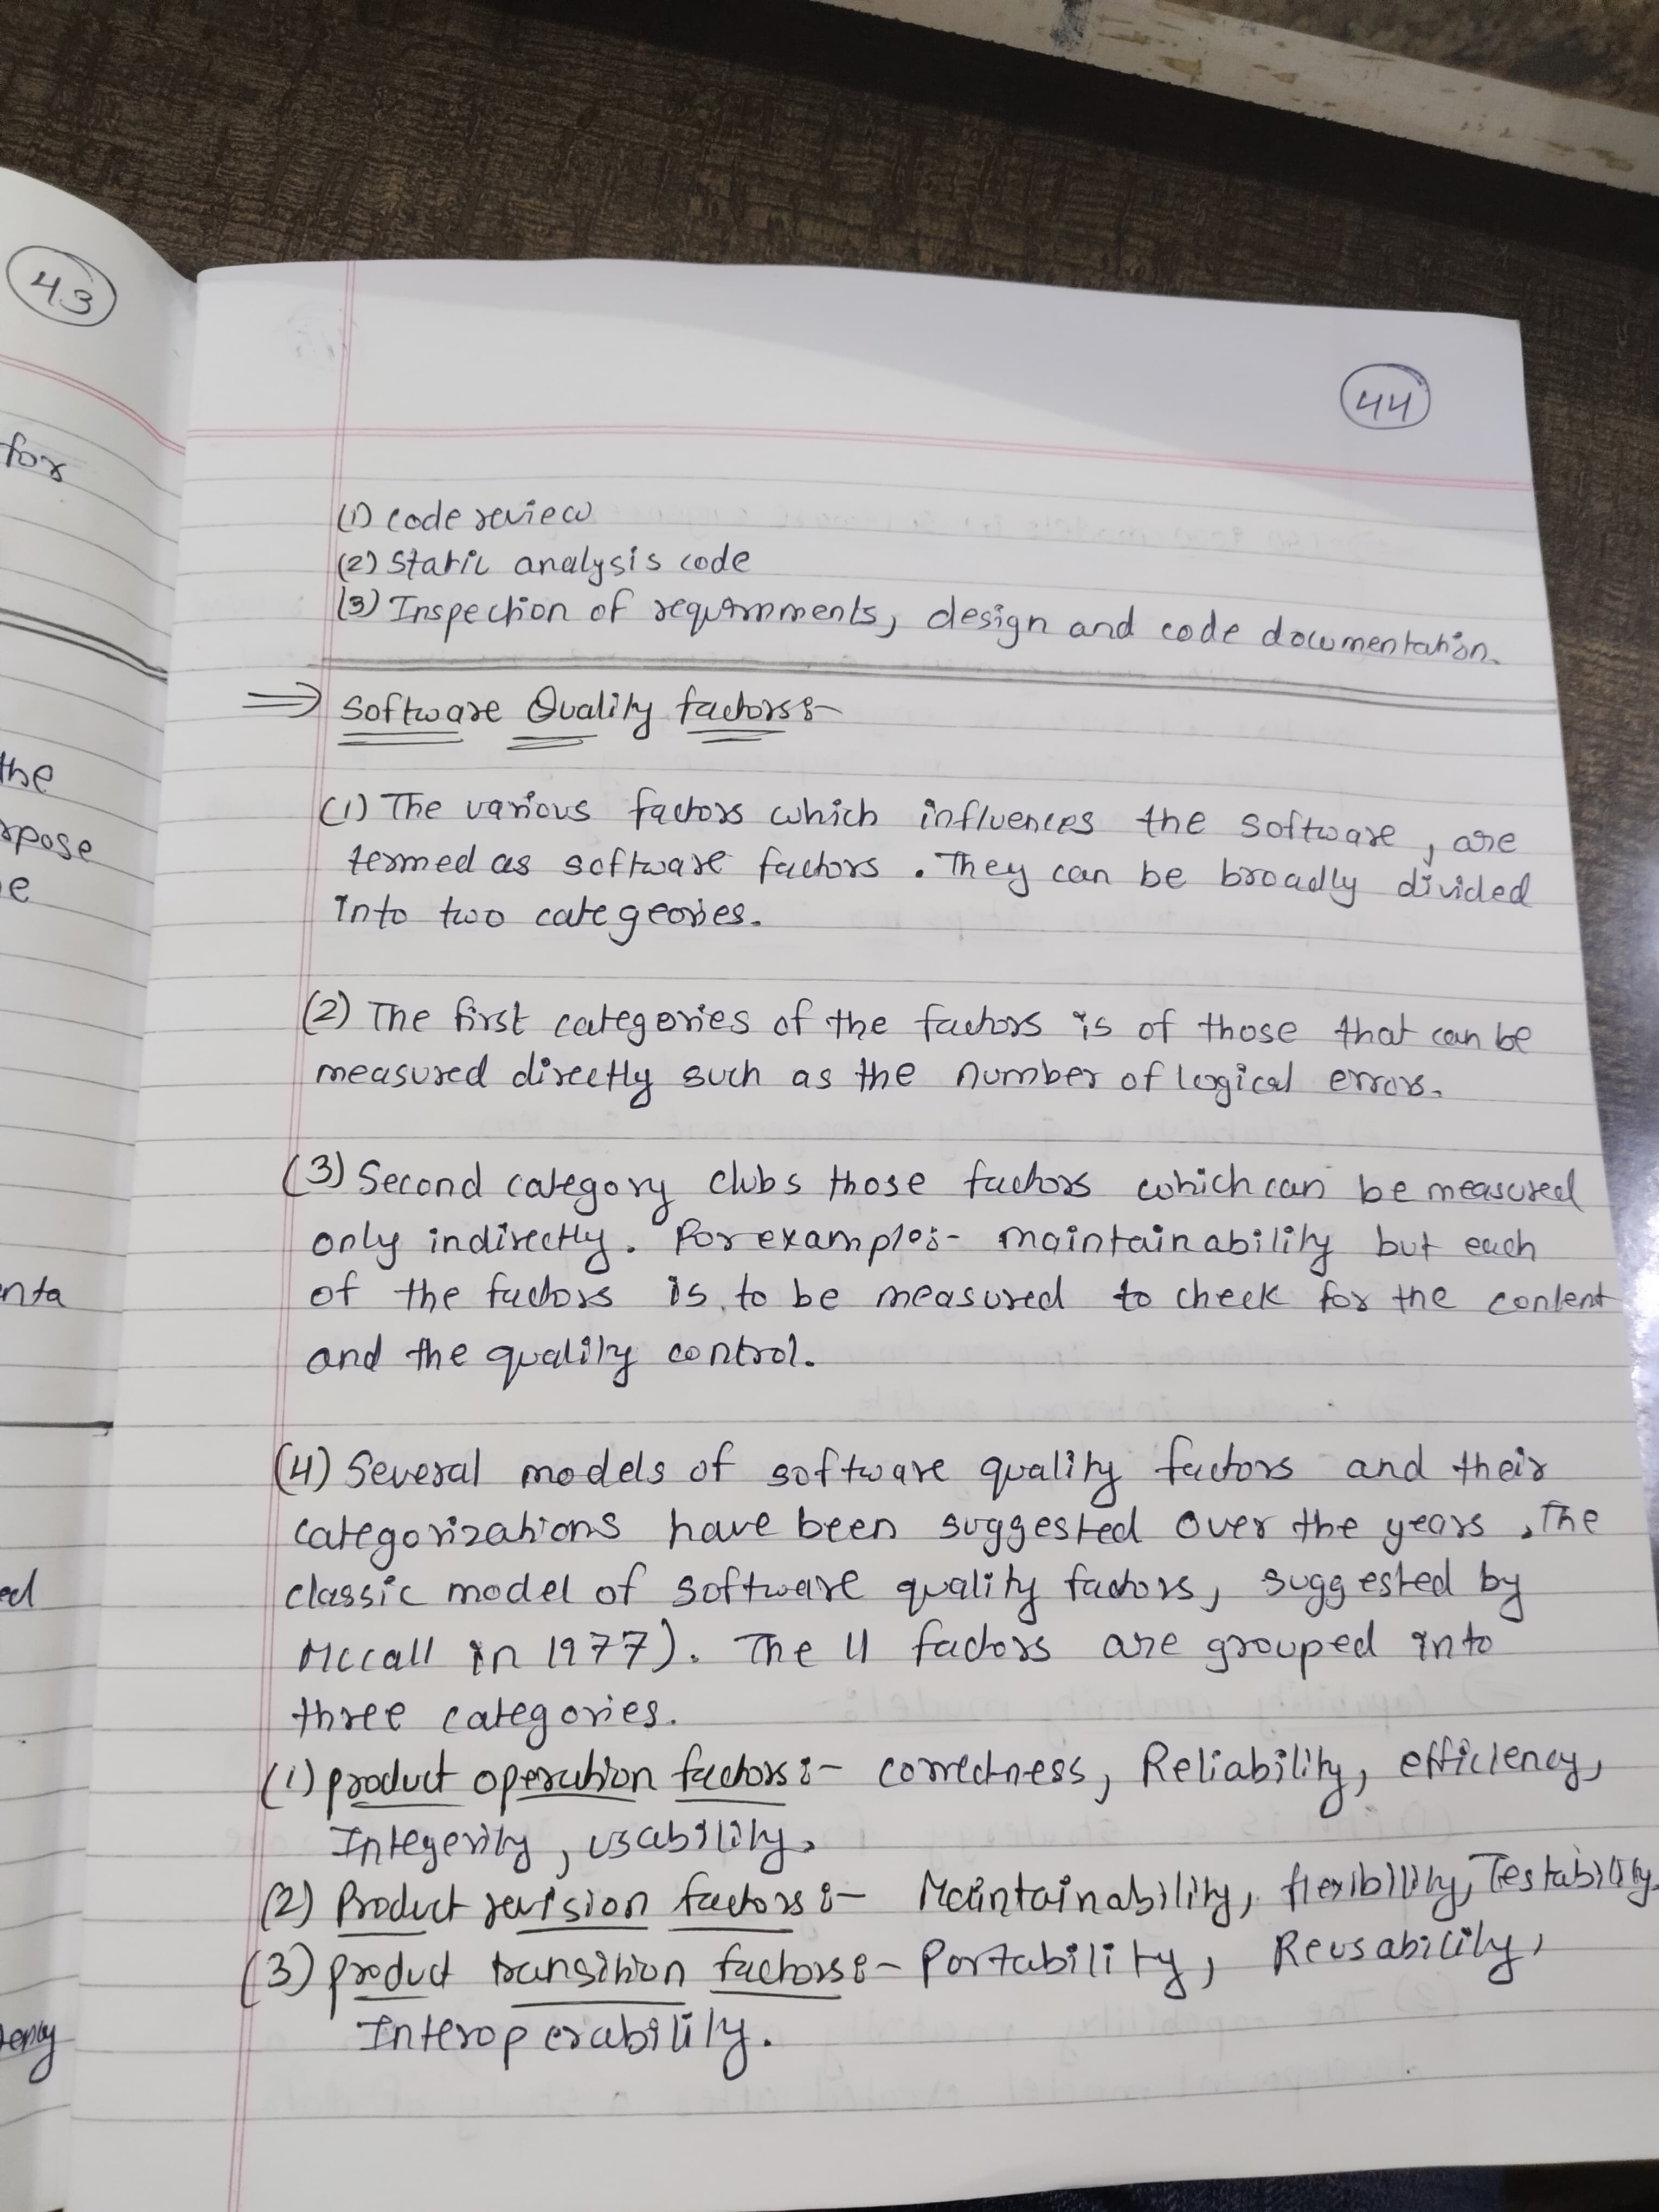 43
for
the
rpose
e
nta
ed
44
(1) code review
(2) Static analysis code
(3) Inspection of requirnments, design and code documentation.
⇒ Software Quality factors:-
(1) The various factors which influences the software, are
termed as software factors. They can be broadly divided
into two categeories.
(2) The first categories of the factors is of those that can be
measured directly such as the number of logical errors.
(3) Second category clubs those factors which can be measured
only indirectly. For example:- maintainability but each
of the factors is to be measured to check for the content
and the quality control.
(4) Several models of software quality factors and their
categorizations have been suggested over the years, The
classic model of software quality factors, suggested by
Mccall in 1977). The 11 factors are grouped into
three categories.
(1) product operation factors:- correctness, Reliability, efficiency,
Integerity, usability,
(2) Product revision factors:- Maintainability, flexibility, Testability,
(3) product transition factors:- Portability, Reusability,
Interoperability.